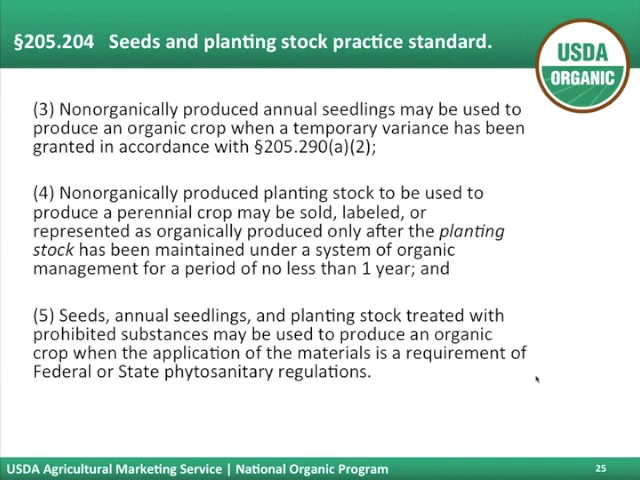 §205.204 Seeds and planting stock practice standard.
USDA
ORGANIC
(3) Nonorganically produced annual seedlings may be used to
produce an organic crop when a temporary variance has been
granted in accordance with §205.290(a)(2);
(4) Nonorganically produced planting stock to be used to
produce a perennial crop may be sold, labeled, or
represented as organically produced only after the planting
stock has been maintained under a system of organic
management for a period of no less than 1 year; and
(5) Seeds, annual seedlings, and planting stock treated with
prohibited substances may be used to produce an organic
crop when the application of the materials is a requirement of
Federal or State phytosanitary regulations.
USDA Agricultural Marketing Service | National Organic Program
25